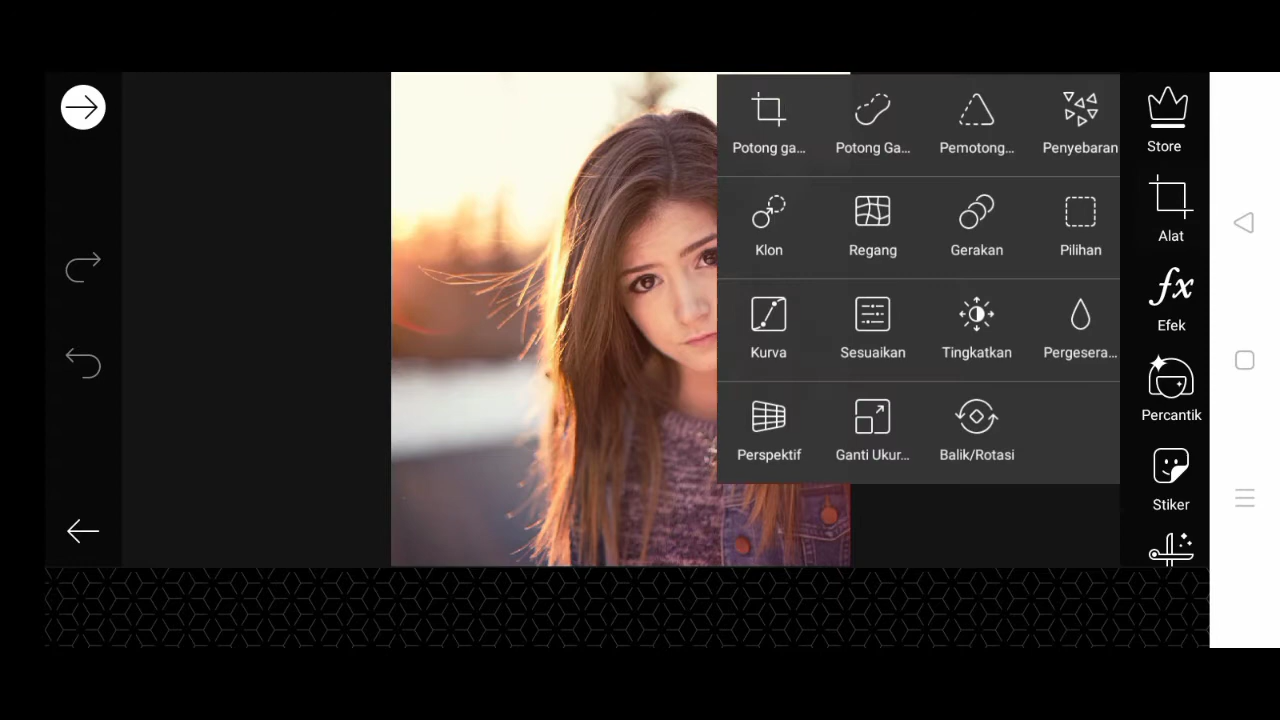 Potong ga...
Potong Ga...
Pemotong...
Penyebaran
Klon
Regang
Gerakan
Pilihan
Kurva
Sesuaikan
Tingkatkan
Pergesera...
Perspektif
Ganti Ukur...
Balik/Rotasi
Store
Alat
fx
Efek
Percantik
Stiker